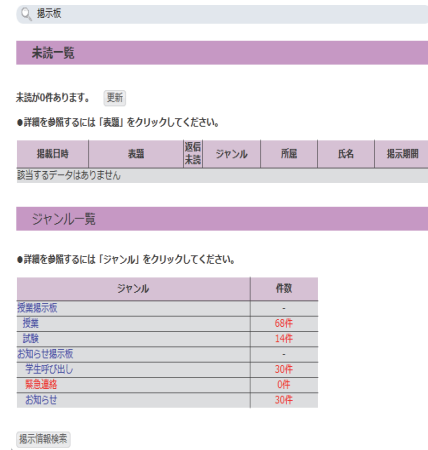 掲示板
未読一覧
未読が0件あります。 更新
●詳細を参照するには「表題」をクリックしてください。
掲載日時 表題 返信未読 ジャンル 所属 氏名 掲示期間
該当するデータはありません
ジャンル一覧
●詳細を参照するには「ジャンル」をクリックしてください。
ジャンル 件数
授業掲示板 -
授業 68件
試験 14件
お知らせ掲示板 -
学生呼び出し 30件
緊急連絡 0件
お知らせ 30件
掲示情報検索